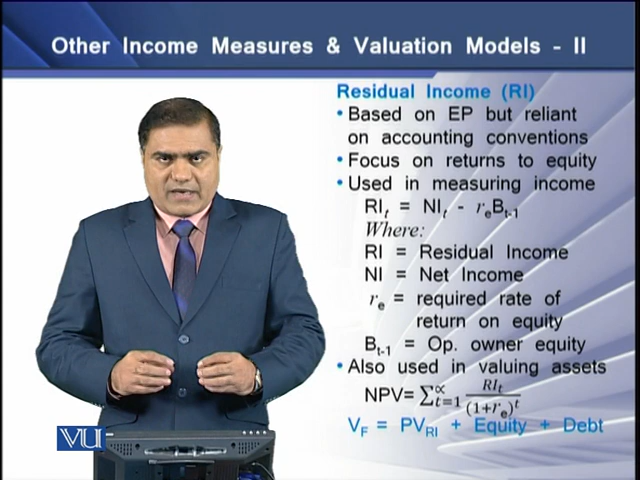 Other Income Measures & Valuation Models - II
Residual Income (RI)
• Based on EP but reliant
on accounting conventions
• Focus on returns to equity
• Used in measuring income
RIₜ = NIₜ - rₑBₜ₋₁
Where:
RI = Residual Income
NI = Net Income
rₑ = required rate of
return on equity
Bₜ₋₁ = Op. owner equity
• Also used in valuing assets
NPV= ∑ₜ₌₁^∝ RIₜ/(1+rₑ)ᵗ
V_F = PV_RI + Equity + Debt
VU